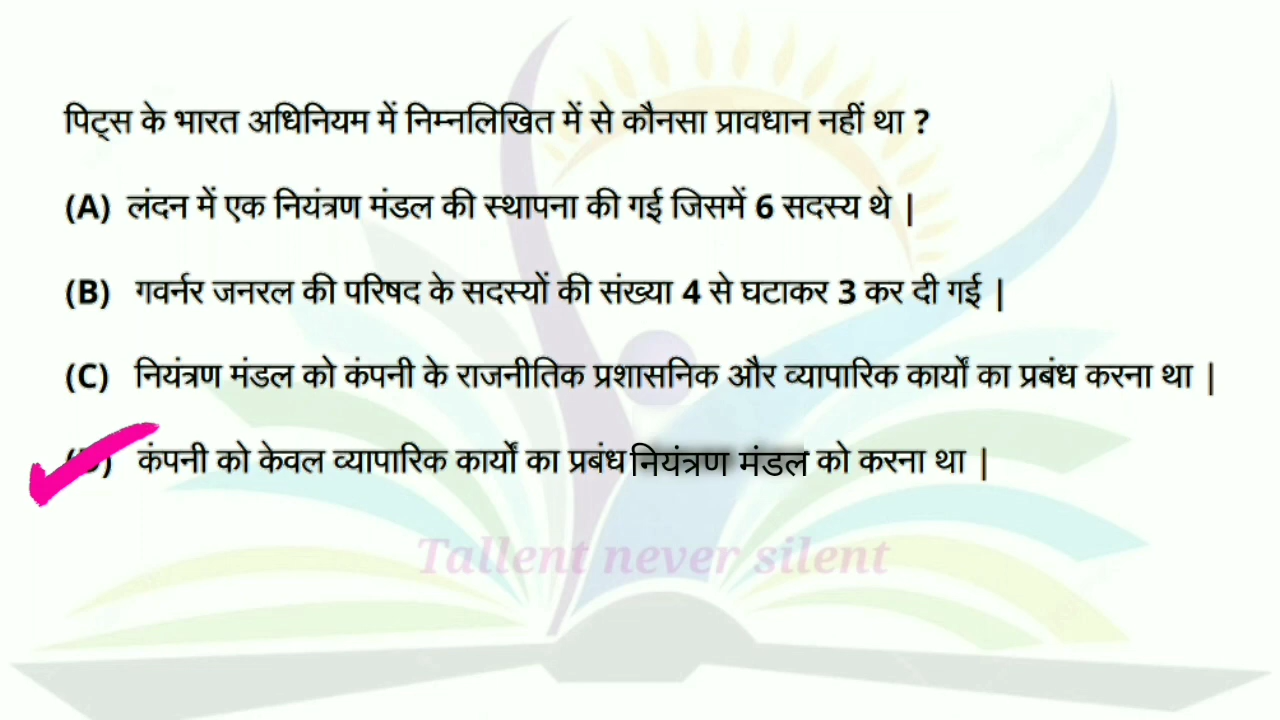 पिट्स के भारत अधिनियम में निम्नलिखित में से कौनसा प्रावधान नहीं था ?
(A) लंदन में एक नियंत्रण मंडल की स्थापना की गई जिसमें 6 सदस्य थे |
(B) गवर्नर जनरल की परिषद के सदस्यों की संख्या 4 से घटाकर 3 कर दी गई |
(C) नियंत्रण मंडल को कंपनी के राजनीतिक प्रशासनिक और व्यापारिक कार्यों का प्रबंध करना था |
(D) कंपनी को केवल व्यापारिक कार्यों का प्रबंध नियंत्रण मंडल को करना था |
Tallent never silent